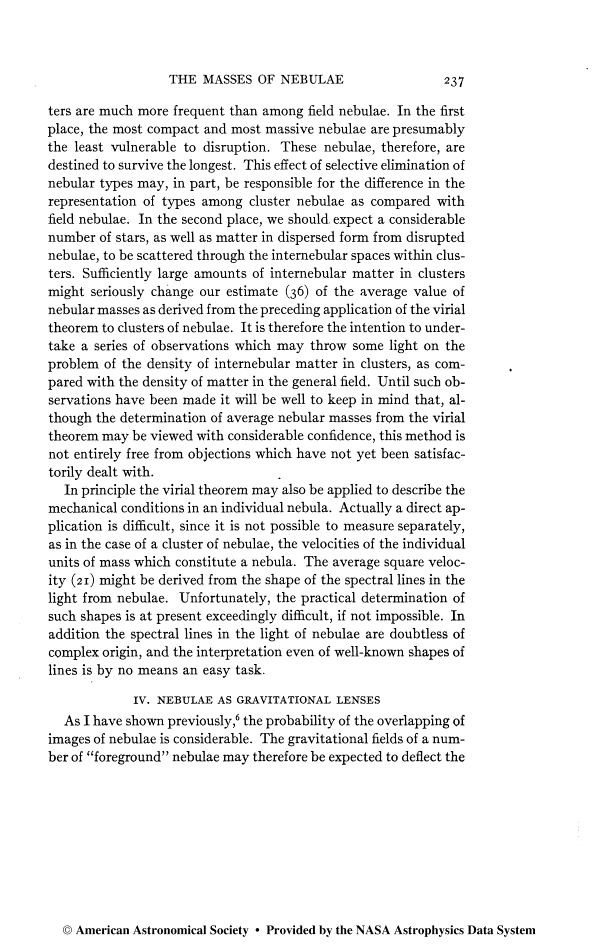 THE MASSES OF NEBULAE 237
ters are much more frequent than among field nebulae. In the first
place, the most compact and most massive nebulae are presumably
the least vulnerable to disruption. These nebulae, therefore, are
destined to survive the longest. This effect of selective elimination of
nebular types may, in part, be responsible for the difference in the
representation of types among cluster nebulae as compared with
field nebulae. In the second place, we should expect a considerable
number of stars, as well as matter in dispersed form from disrupted
nebulae, to be scattered through the internebular spaces within clus-
ters. Sufficiently large amounts of internebular matter in clusters
might seriously change our estimate (36) of the average value of
nebular masses as derived from the preceding application of the virial
theorem to clusters of nebulae. It is therefore the intention to under-
take a series of observations which may throw some light on the
problem of the density of internebular matter in clusters, as com-
pared with the density of matter in the general field. Until such ob-
servations have been made it will be well to keep in mind that, al-
though the determination of average nebular masses from the virial
theorem may be viewed with considerable confidence, this method is
not entirely free from objections which have not yet been satisfac-
torily dealt with.
In principle the virial theorem may also be applied to describe the
mechanical conditions in an individual nebula. Actually a direct ap-
plication is difficult, since it is not possible to measure separately,
as in the case of a cluster of nebulae, the velocities of the individual
units of mass which constitute a nebula. The average square veloc-
ity (21) might be derived from the shape of the spectral lines in the
light from nebulae. Unfortunately, the practical determination of
such shapes is at present exceedingly difficult, if not impossible. In
addition the spectral lines in the light of nebulae are doubtless of
complex origin, and the interpretation even of well-known shapes of
lines is by no means an easy task.
IV. NEBULAE AS GRAVITATIONAL LENSES
As I have shown previously,⁶ the probability of the overlapping of
images of nebulae is considerable. The gravitational fields of a num-
ber of "foreground" nebulae may therefore be expected to deflect the
© American Astronomical Society • Provided by the NASA Astrophysics Data System